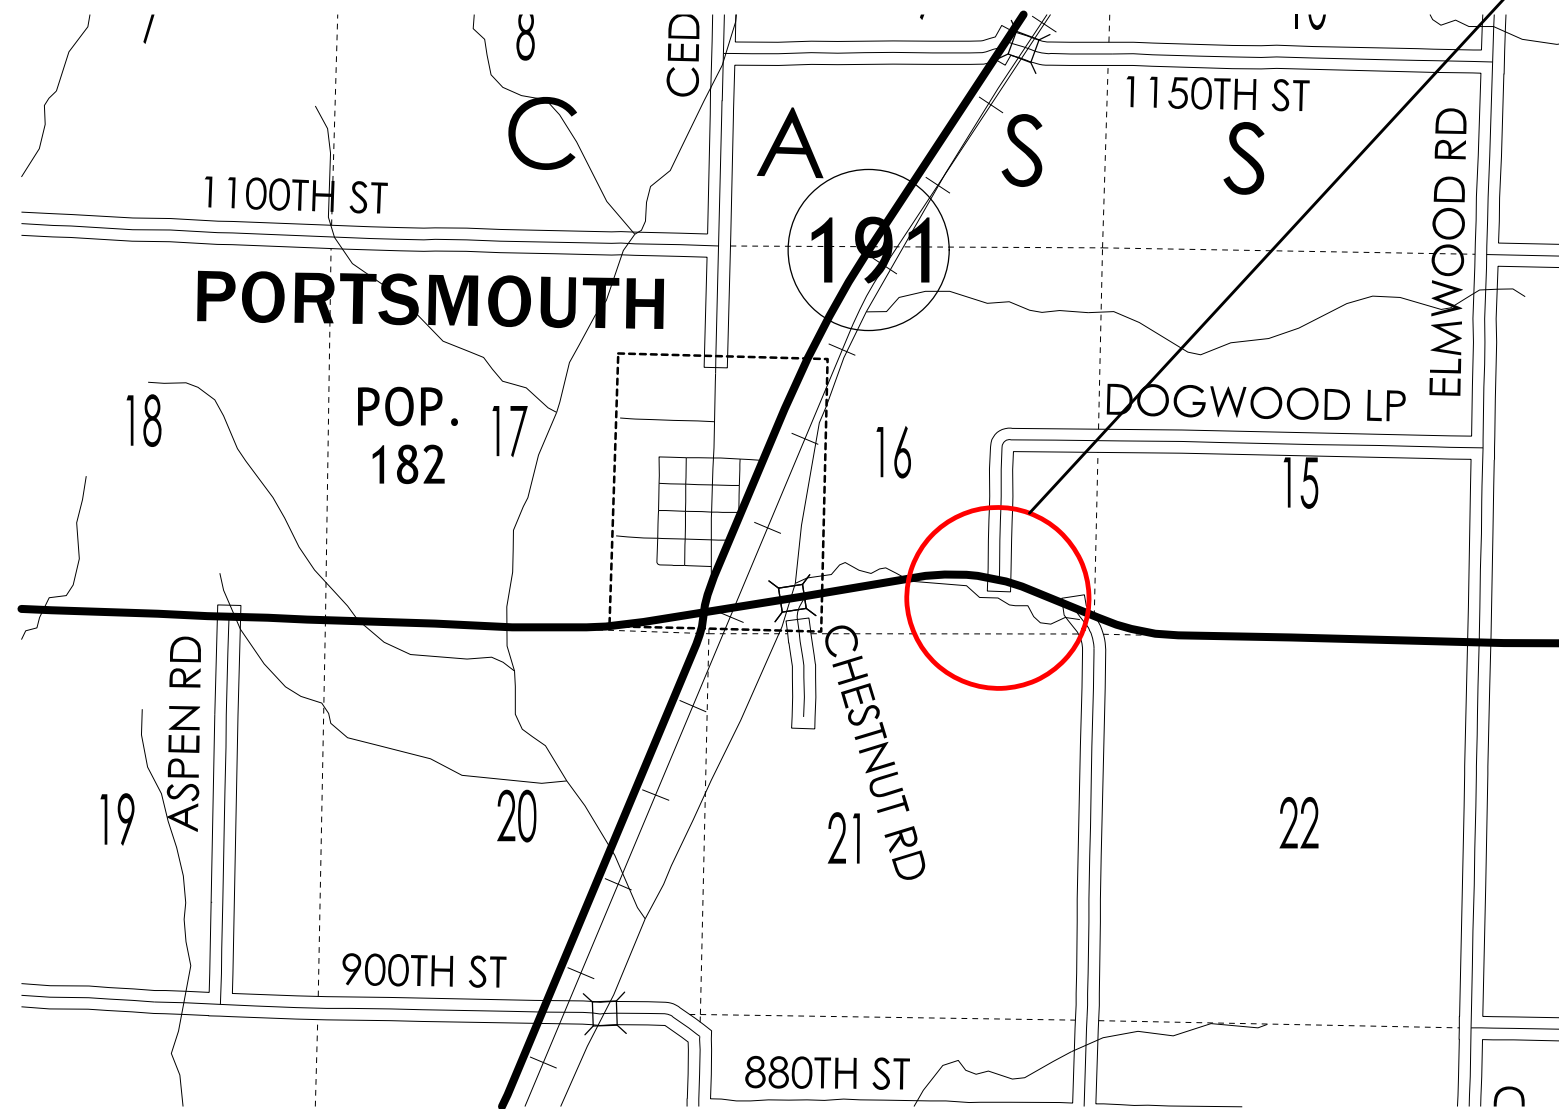 7
8
CED
1150TH ST
C A S S
1100TH ST
191
ELMWOOD RD
PORTSMOUTH
POP.
182
DOGWOOD LP
18
17
16
15
ASPEN RD
CHESTNUT RD
19
20
21
22
900TH ST
880TH ST